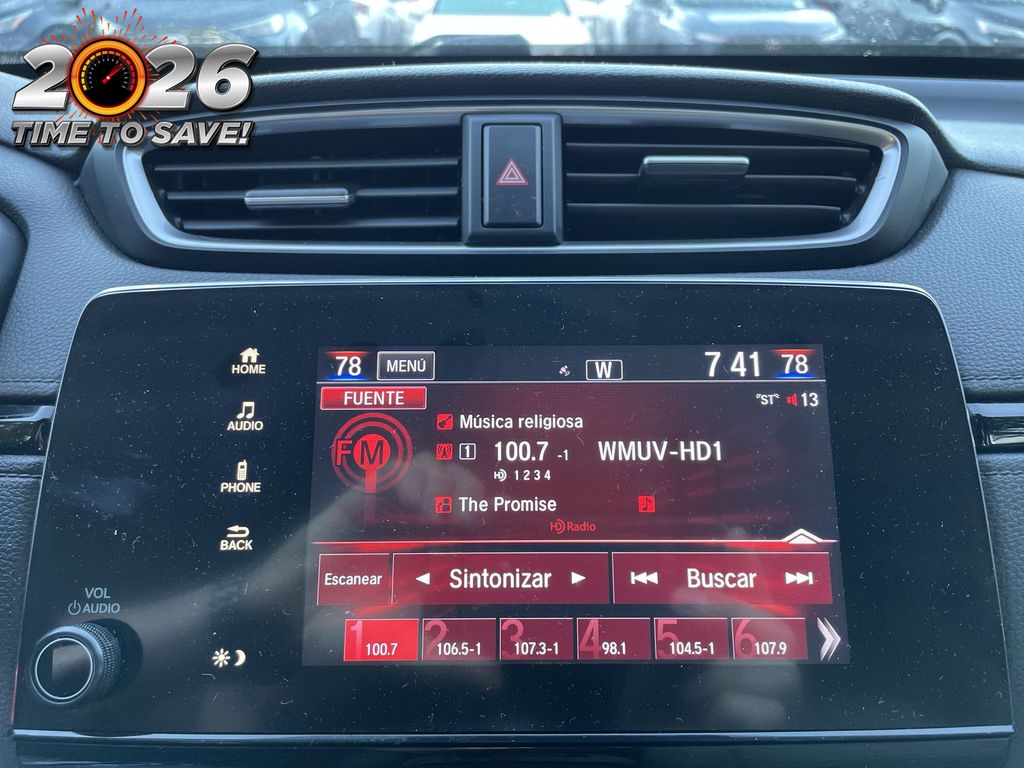 2026
TIME TO SAVE!
HOME
AUDIO
PHONE
BACK
VOL
AUDIO
78 MENÚ W 7 41 78
FUENTE "ST" 13
FM
Música religiosa
1 100.7 -1 WMUV-HD1
HD 1 2 3 4
The Promise
HD Radio
Escanear Sintonizar Buscar
1 100.7 2 106.5-1 3 107.3-1 4 98.1 5 104.5-1 6 107.9